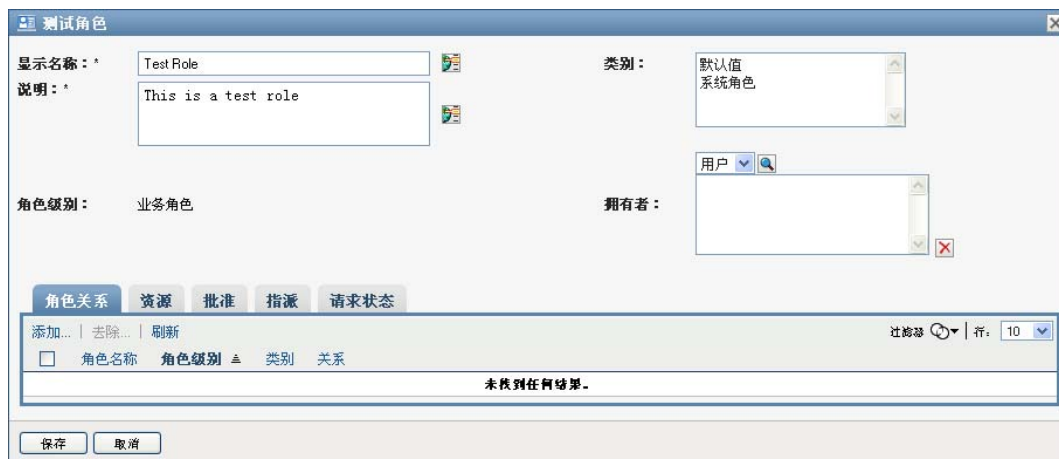 测试角色
显示名称：*
Test Role
类别：
默认值
系统角色
说明：*
This is a test role
用户
角色级别：
业务角色
拥有者：
角色关系 资源 批准 指派 请求状态
添加... | 去除... | 刷新
过滤器 行： 10
角色名称 角色级别 类别 关系
未找到任何结果。
保存 取消